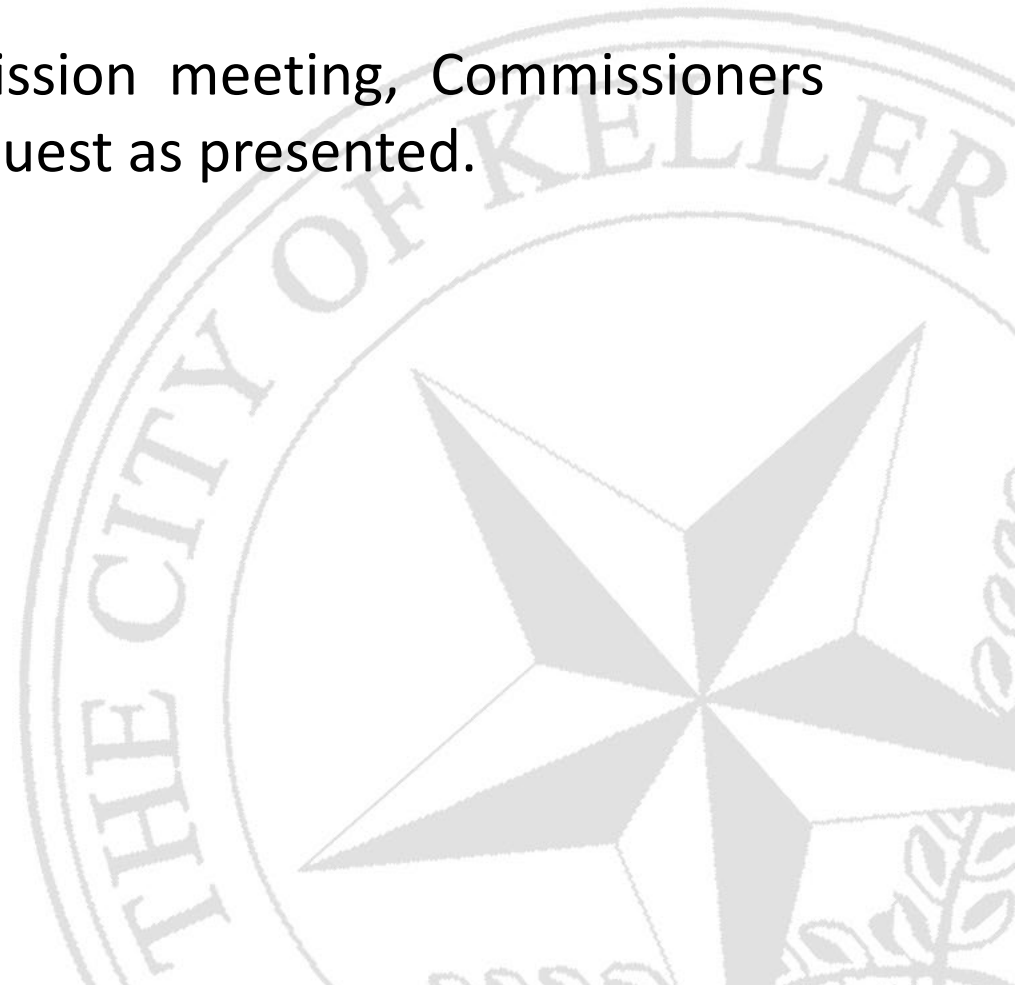 ission meeting, Commissioners
uest as presented.
THE CITY OF KELLER